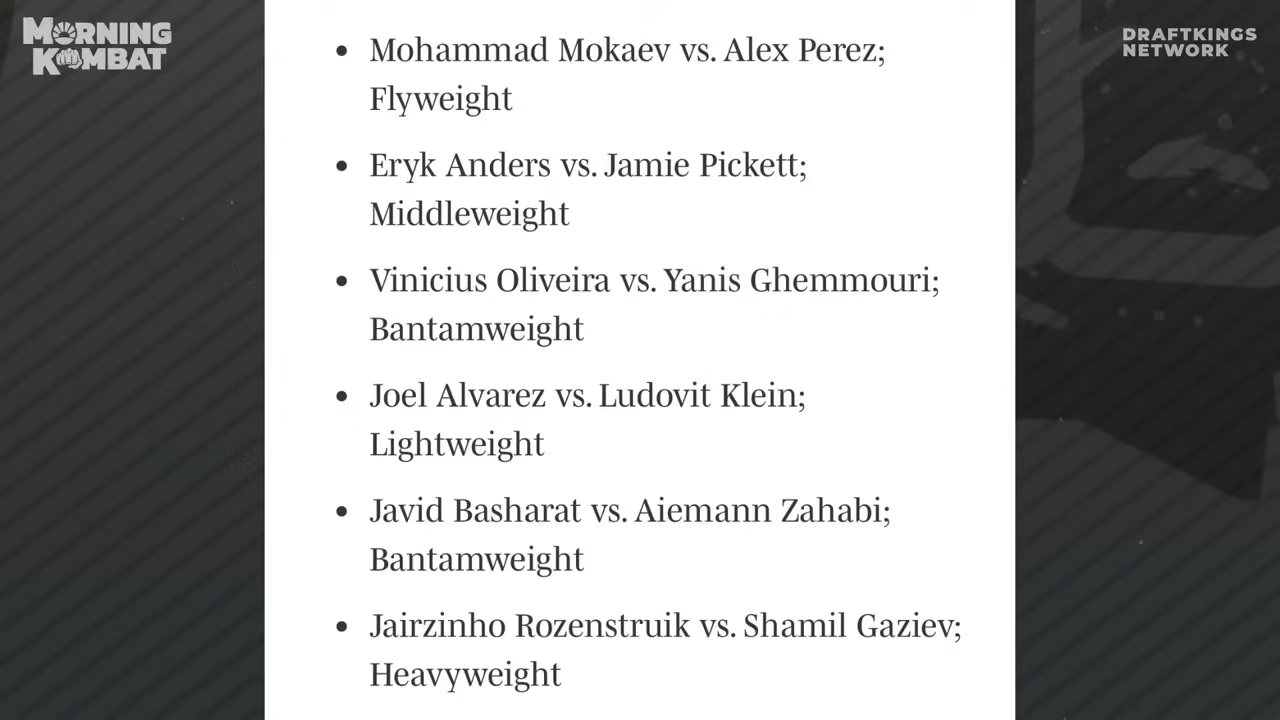 MORNING
KOMBAT
DRAFTKINGS
NETWORK
• Mohammad Mokaev vs. Alex Perez;
Flyweight
• Eryk Anders vs. Jamie Pickett;
Middleweight
• Vinicius Oliveira vs. Yanis Ghemmouri;
Bantamweight
• Joel Alvarez vs. Ludovit Klein;
Lightweight
• Javid Basharat vs. Aiemann Zahabi;
Bantamweight
• Jairzinho Rozenstruik vs. Shamil Gaziev;
Heavyweight